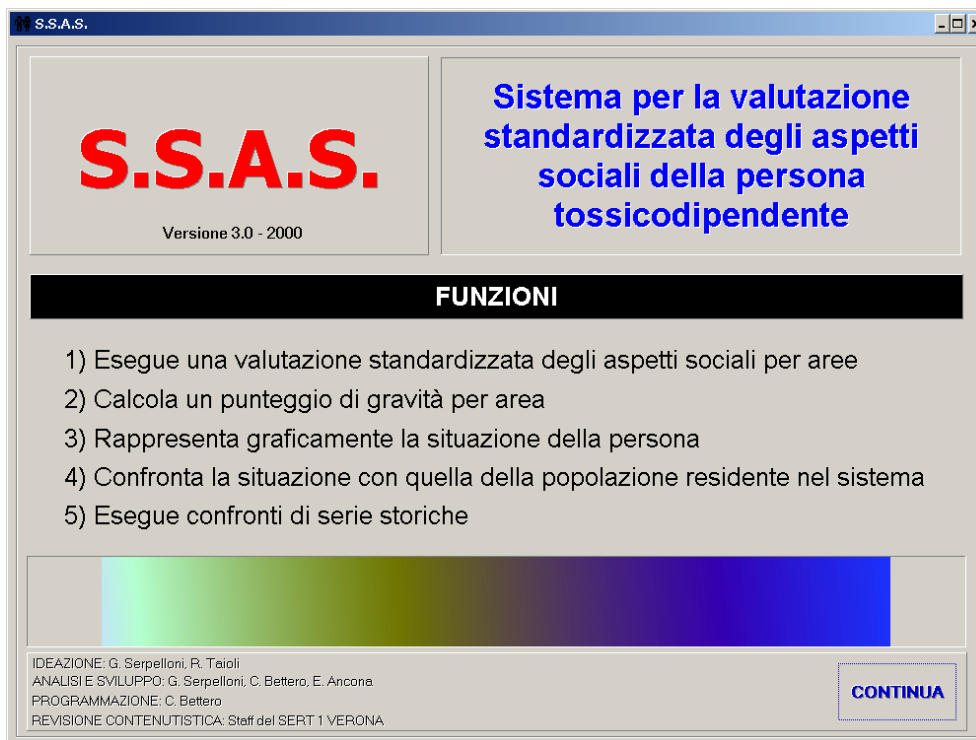 S.S.A.S.
S.S.A.S.
Versione 3.0 - 2000
Sistema per la valutazione
standardizzata degli aspetti
sociali della persona
tossicodipendente
FUNZIONI
1) Esegue una valutazione standardizzata degli aspetti sociali per aree
2) Calcola un punteggio di gravità per area
3) Rappresenta graficamente la situazione della persona
4) Confronta la situazione con quella della popolazione residente nel sistema
5) Esegue confronti di serie storiche
IDEAZIONE: G. Serpelloni, R. Taioli
ANALISI E SVILUPPO: G. Serpelloni, C. Bettero, E. Ancona
PROGRAMMAZIONE: C. Bettero
REVISIONE CONTENUTISTICA: Staff del SERT 1 VERONA
CONTINUA